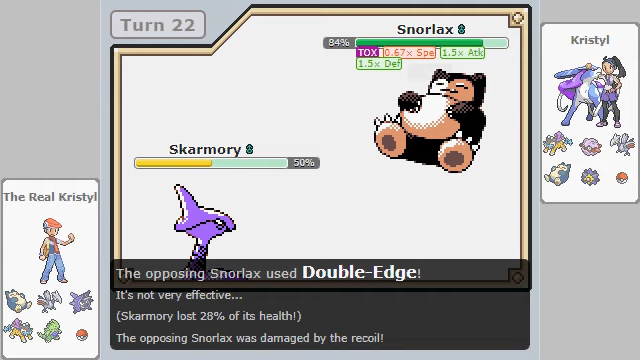 Turn 22
Snorlax
84%
TOX 0.67× Spe 1.5× Atk
1.5× Def
Kristyl
Skarmory
50%
The Real Kristyl
The opposing Snorlax used Double-Edge!
It's not very effective...
(Skarmory lost 28% of its health!)
The opposing Snorlax was damaged by the recoil!